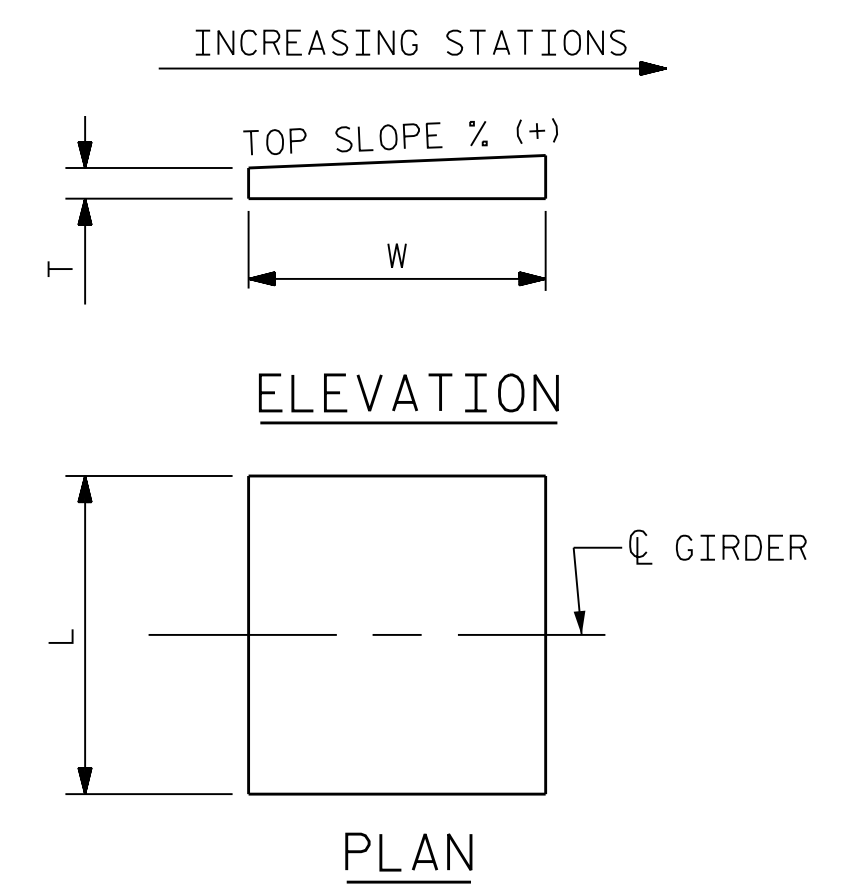 INCREASING STATIONS
TOP SLOPE % (+)
T
W
ELEVATION
℄ GIRDER
L
PLAN